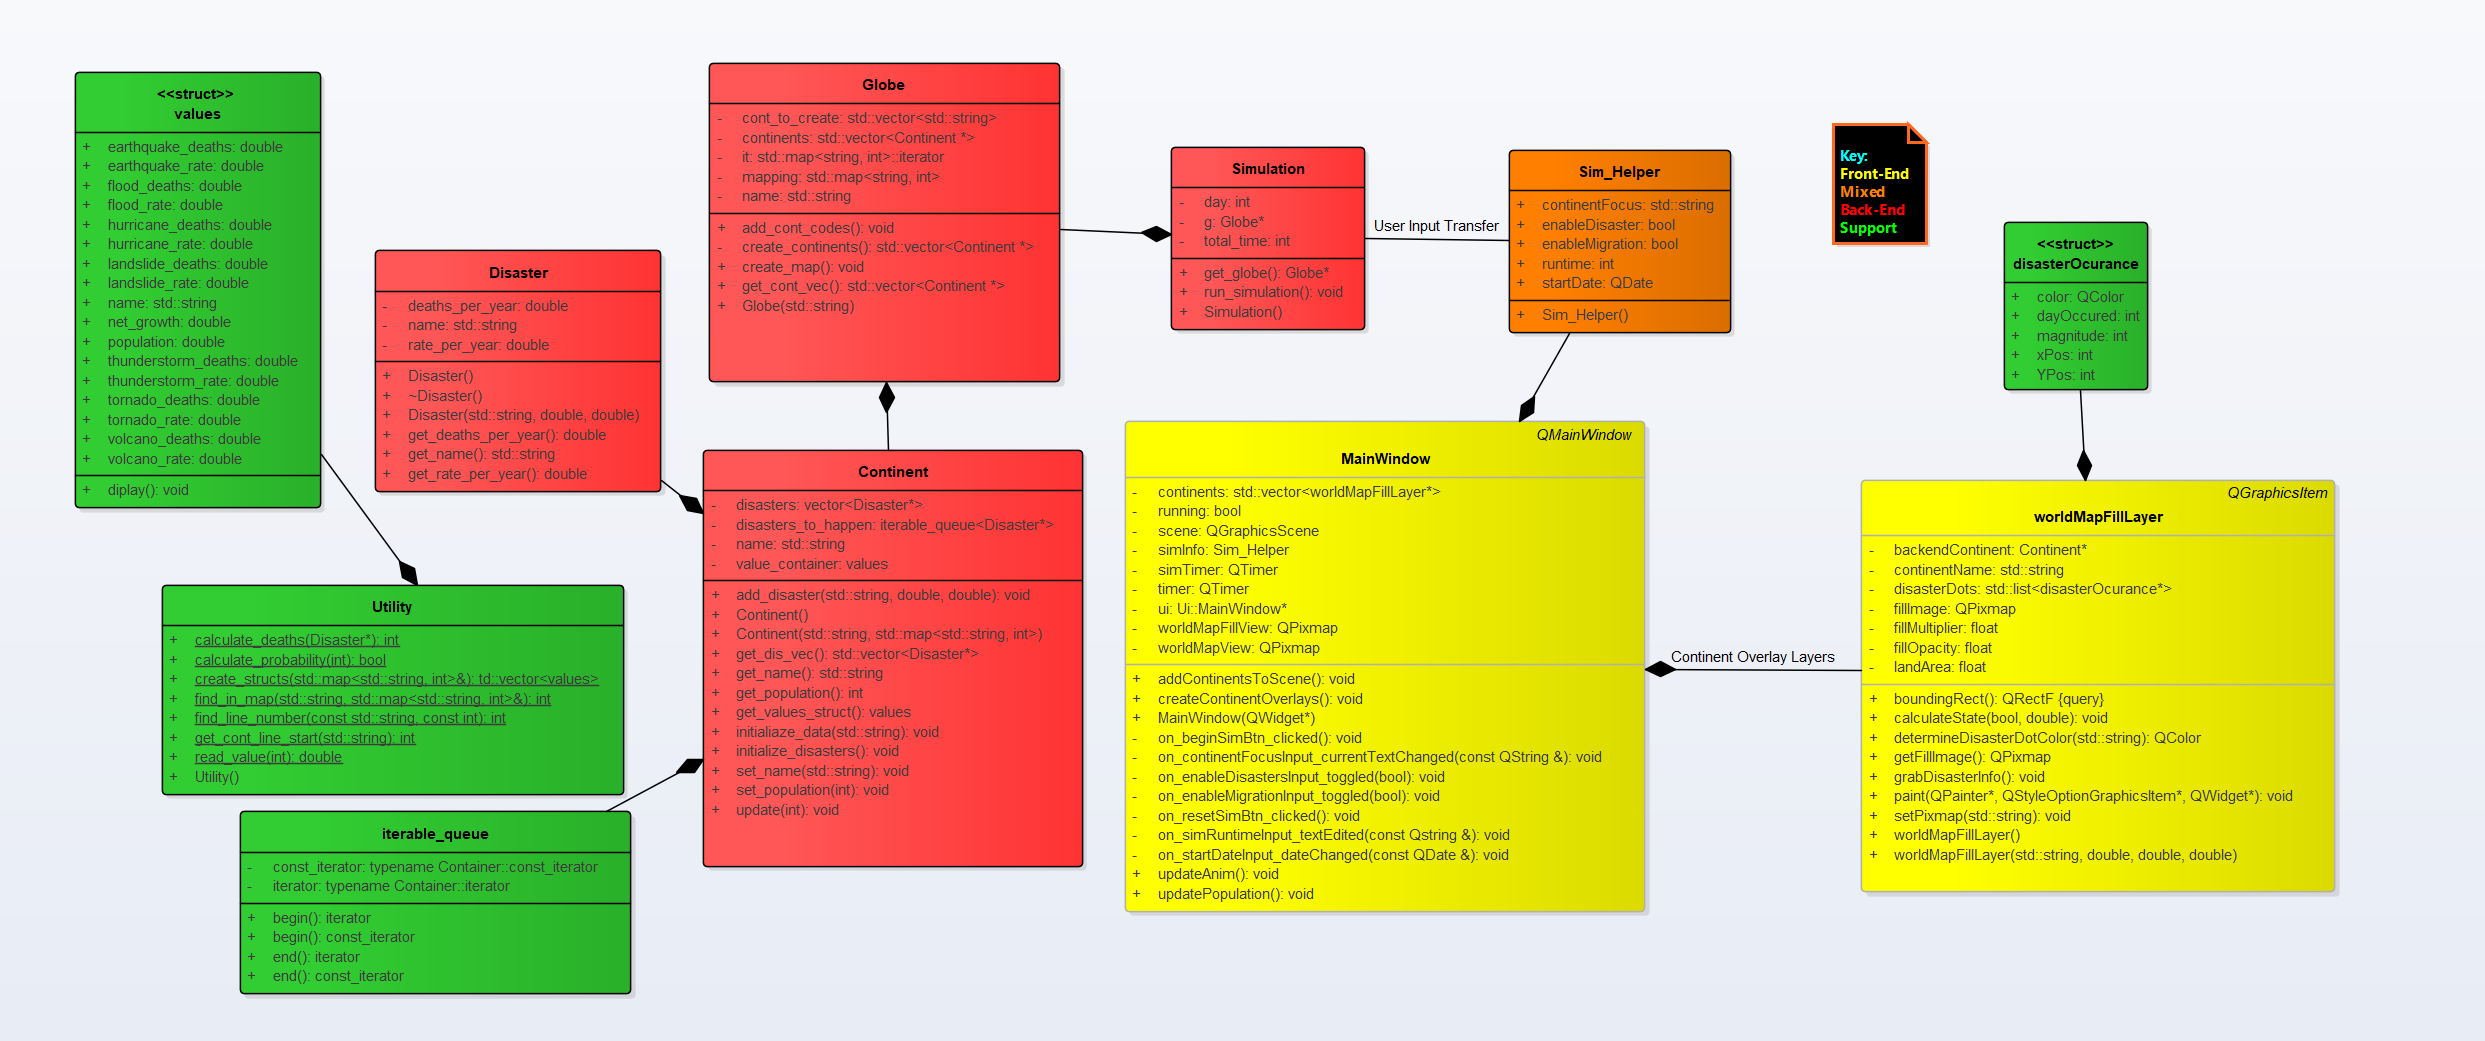 <<struct>>
values
+ earthquake_deaths: double
+ earthquake_rate: double
+ flood_deaths: double
+ flood_rate: double
+ hurricane_deaths: double
+ hurricane_rate: double
+ landslide_deaths: double
+ landslide_rate: double
+ name: std::string
+ net_growth: double
+ population: double
+ thunderstorm_deaths: double
+ thunderstorm_rate: double
+ tornado_deaths: double
+ tornado_rate: double
+ volcano_deaths: double
+ volcano_rate: double
+ diplay(): void
Disaster
- deaths_per_year: double
- name: std::string
- rate_per_year: double
+ Disaster()
+ ~Disaster()
+ Disaster(std::string, double, double)
+ get_deaths_per_year(): double
+ get_name(): std::string
+ get_rate_per_year(): double
Globe
- cont_to_create: std::vector<std::string>
- continents: std::vector<Continent *>
- it: std::map<string, int>::iterator
- mapping: std::map<string, int>
- name: std::string
+ add_cont_codes(): void
- create_continents(): std::vector<Continent *>
+ create_map(): void
+ get_cont_vec(): std::vector<Continent *>
+ Globe(std::string)
Simulation
- day: int
- g: Globe*
- total_time: int
+ get_globe(): Globe*
+ run_simulation(): void
+ Simulation()
User Input Transfer
Sim_Helper
+ continentFocus: std::string
+ enableDisaster: bool
+ enableMigration: bool
+ runtime: int
+ startDate: QDate
+ Sim_Helper()
Key:
Front-End
Mixed
Back-End
Support
<<struct>>
disasterOcurance
+ color: QColor
+ dayOccured: int
+ magnitude: int
+ xPos: int
+ YPos: int
Utility
+ calculate_deaths(Disaster*): int
+ calculate_probability(int): bool
+ create_structs(std::map<std::string, int>&): td::vector<values>
+ find_in_map(std::string, std::map<std::string, int>&): int
+ find_line_number(const std::string, const int): int
+ get_cont_line_start(std::string): int
+ read_value(int): double
+ Utility()
iterable_queue
- const_iterator: typename Container::const_iterator
- iterator: typename Container::iterator
+ begin(): iterator
+ begin(): const_iterator
+ end(): iterator
+ end(): const_iterator
Continent
- disasters: vector<Disaster*>
- disasters_to_happen: iterable_queue<Disaster*>
- name: std::string
- value_container: values
+ add_disaster(std::string, double, double): void
+ Continent()
+ Continent(std::string, std::map<std::string, int>)
+ get_dis_vec(): std::vector<Disaster*>
+ get_name(): std::string
+ get_population(): int
+ get_values_struct(): values
+ initialiaze_data(std::string): void
+ initialize_disasters(): void
+ set_name(std::string): void
+ set_population(int): void
+ update(int): void
QMainWindow
MainWindow
- continents: std::vector<worldMapFillLayer*>
- running: bool
- scene: QGraphicsScene
- simInfo: Sim_Helper
- simTimer: QTimer
- timer: QTimer
- ui: Ui::MainWindow*
- worldMapFillView: QPixmap
- worldMapView: QPixmap
+ addContinentsToScene(): void
+ createContinentOverlays(): void
+ MainWindow(QWidget*)
- on_beginSimBtn_clicked(): void
- on_continentFocusInput_currentTextChanged(const QString &): void
- on_enableDisastersInput_toggled(bool): void
- on_enableMigrationInput_toggled(bool): void
- on_resetSimBtn_clicked(): void
- on_simRuntimeInput_textEdited(const Qstring &): void
- on_startDateInput_dateChanged(const QDate &): void
+ updateAnim(): void
+ updatePopulation(): void
Continent Overlay Layers
QGraphicsItem
worldMapFillLayer
- backendContinent: Continent*
- continentName: std::string
- disasterDots: std::list<disasterOcurance*>
- fillImage: QPixmap
- fillMultiplier: float
- fillOpacity: float
- landArea: float
+ boundingRect(): QRectF {query}
+ calculateState(bool, double): void
+ determineDisasterDotColor(std::string): QColor
+ getFillImage(): QPixmap
+ grabDisasterInfo(): void
+ paint(QPainter*, QStyleOptionGraphicsItem*, QWidget*): void
+ setPixmap(std::string): void
+ worldMapFillLayer()
+ worldMapFillLayer(std::string, double, double, double)